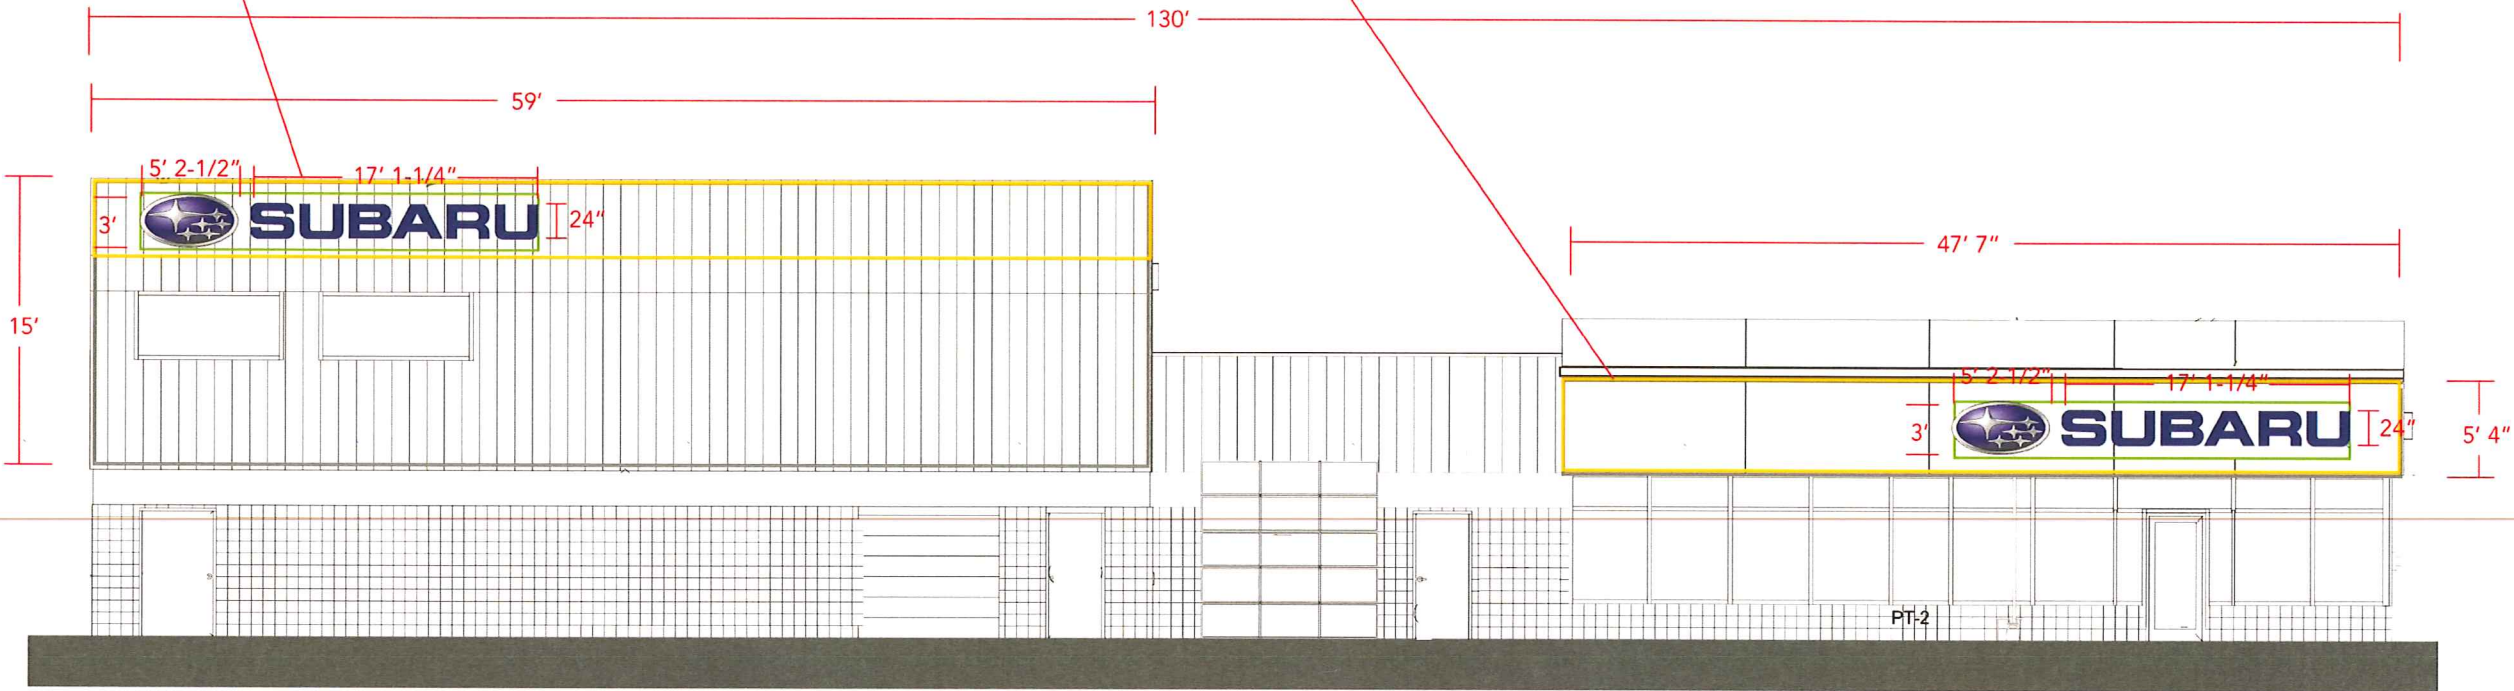 130'
59'
5' 2-1/2" 17' 1-1/4"
3' SUBARU 24"
47' 7"
15'
5' 2-1/2" 17' 1-1/4"
3' SUBARU 24" 5' 4"
PT-2